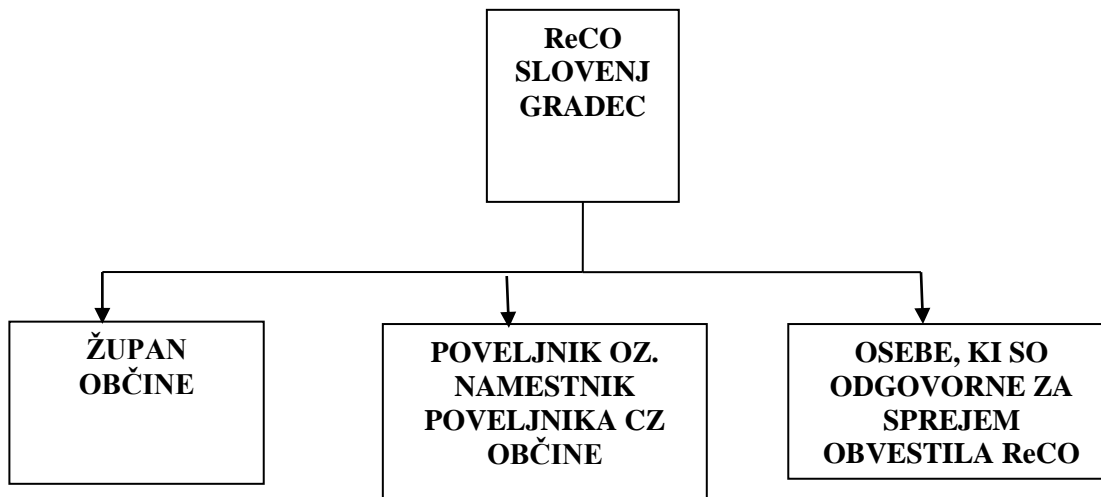 ReCO
SLOVENJ
GRADEC
ŽUPAN
OBČINE
POVELJNIK OZ.
NAMESTNIK
POVELJNIKA CZ
OBČINE
OSEBE, KI SO
ODGOVORNE ZA
SPREJEM
OBVESTILA ReCO